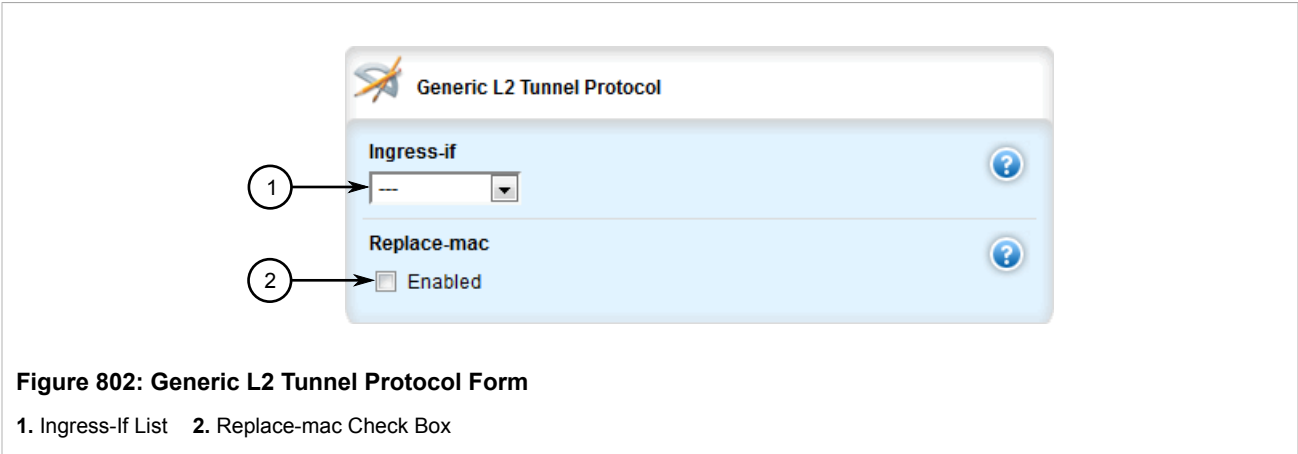 Generic L2 Tunnel Protocol
Ingress-if
1
---
Replace-mac
2
Enabled
Figure 802: Generic L2 Tunnel Protocol Form
1. Ingress-If List 2. Replace-mac Check Box